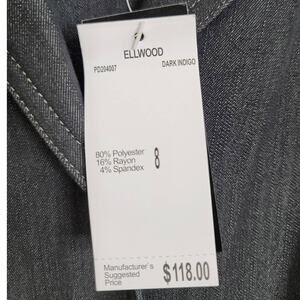 ELLWOOD
PD204007 DARK INDIGO
80% Polyester
16% Rayon 8
4% Spandex
Manufacturer's
Suggested
Price $118.00